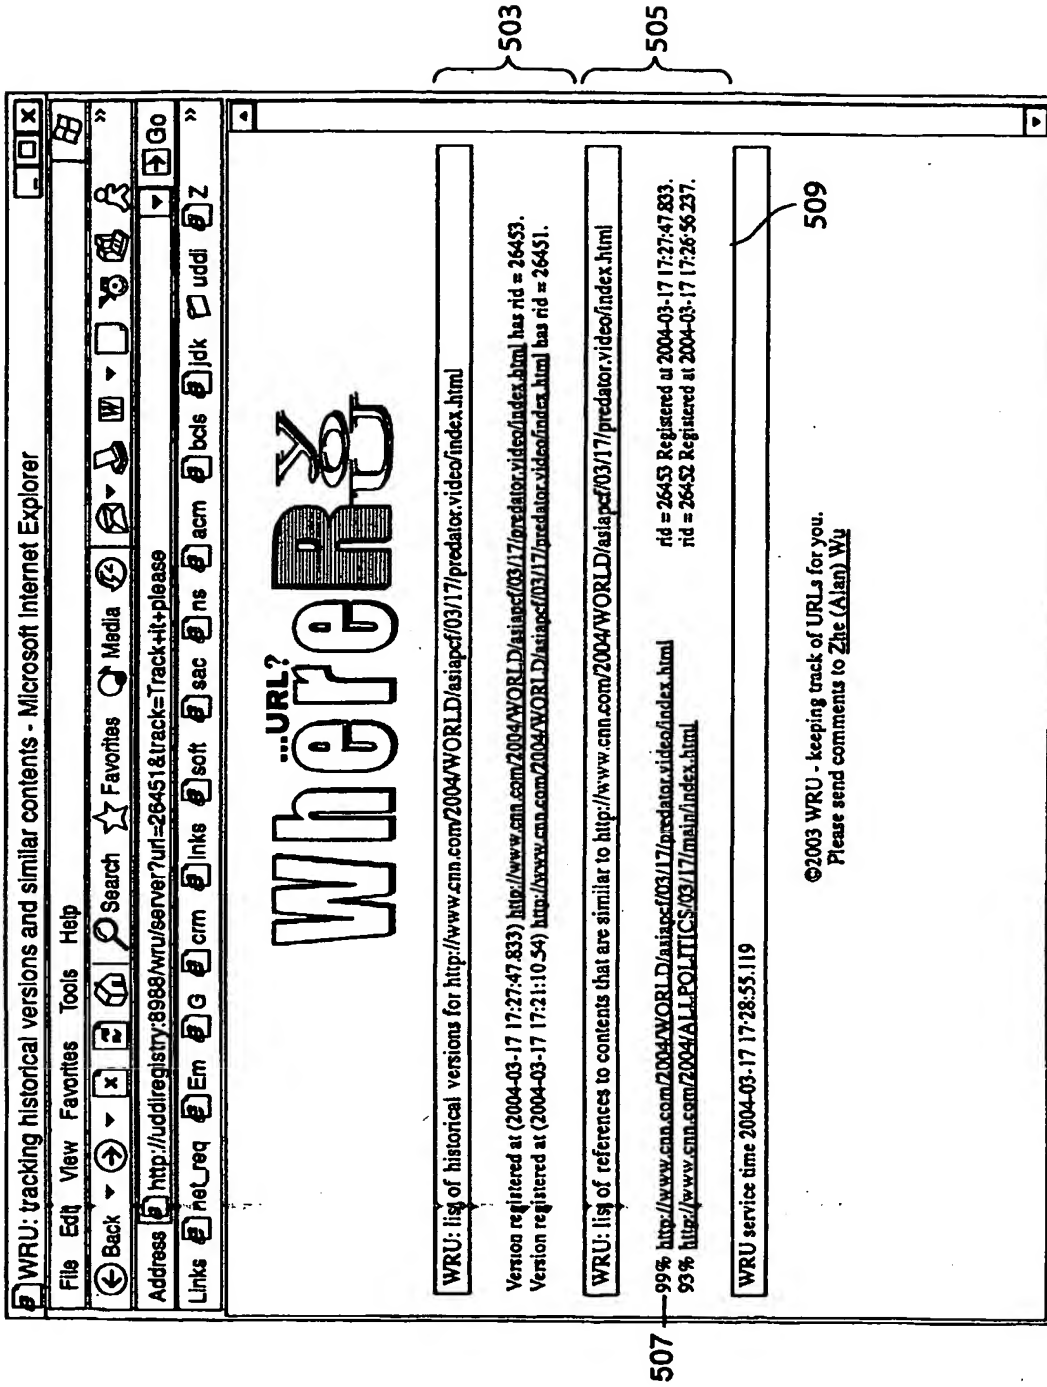 WRU: tracking historical versions and similar contents - Microsoft Internet Explorer
File Edit View Favorites Tools Help
Back Search Favorites Media
Address http://uddiregistry:8988/wru/server?url=26451&track=Track+it+please Go
Links net_req Em G crm lnks soft sac ns acm bcls jdk uddi Z
...URL?
WhereRYoU
WRU: list of historical versions for http://www.cnn.com/2004/WORLD/asiapcf/03/17/predator.video/index.html
503
Version registered at (2004-03-17 17:27:47.833) http://www.cnn.com/2004/WORLD/asiapcf/03/17/predator.video/index.html has rid = 26453.
Version registered at (2004-03-17 17:21:10.54) http://www.cnn.com/2004/WORLD/asiapcf/03/17/predator.video/index.html has rid = 26451.
WRU: list of references to contents that are similar to http://www.cnn.com/2004/WORLD/asiapcf/03/17/predator.video/index.html
505
507
99% http://www.cnn.com/2004/WORLD/asiapcf/03/17/predator.video/index.html rid = 26453 Registered at 2004-03-17 17:27:47.833.
93% http://www.cnn.com/2004/ALLPOLITICS/03/17/main/index.html rid = 26452 Registered at 2004-03-17 17:26:56.237.
WRU service time 2004-03-17 17:28:55.119
509
©2003 WRU - keeping track of URLs for you.
Please send comments to Zhe (Alan) Wu